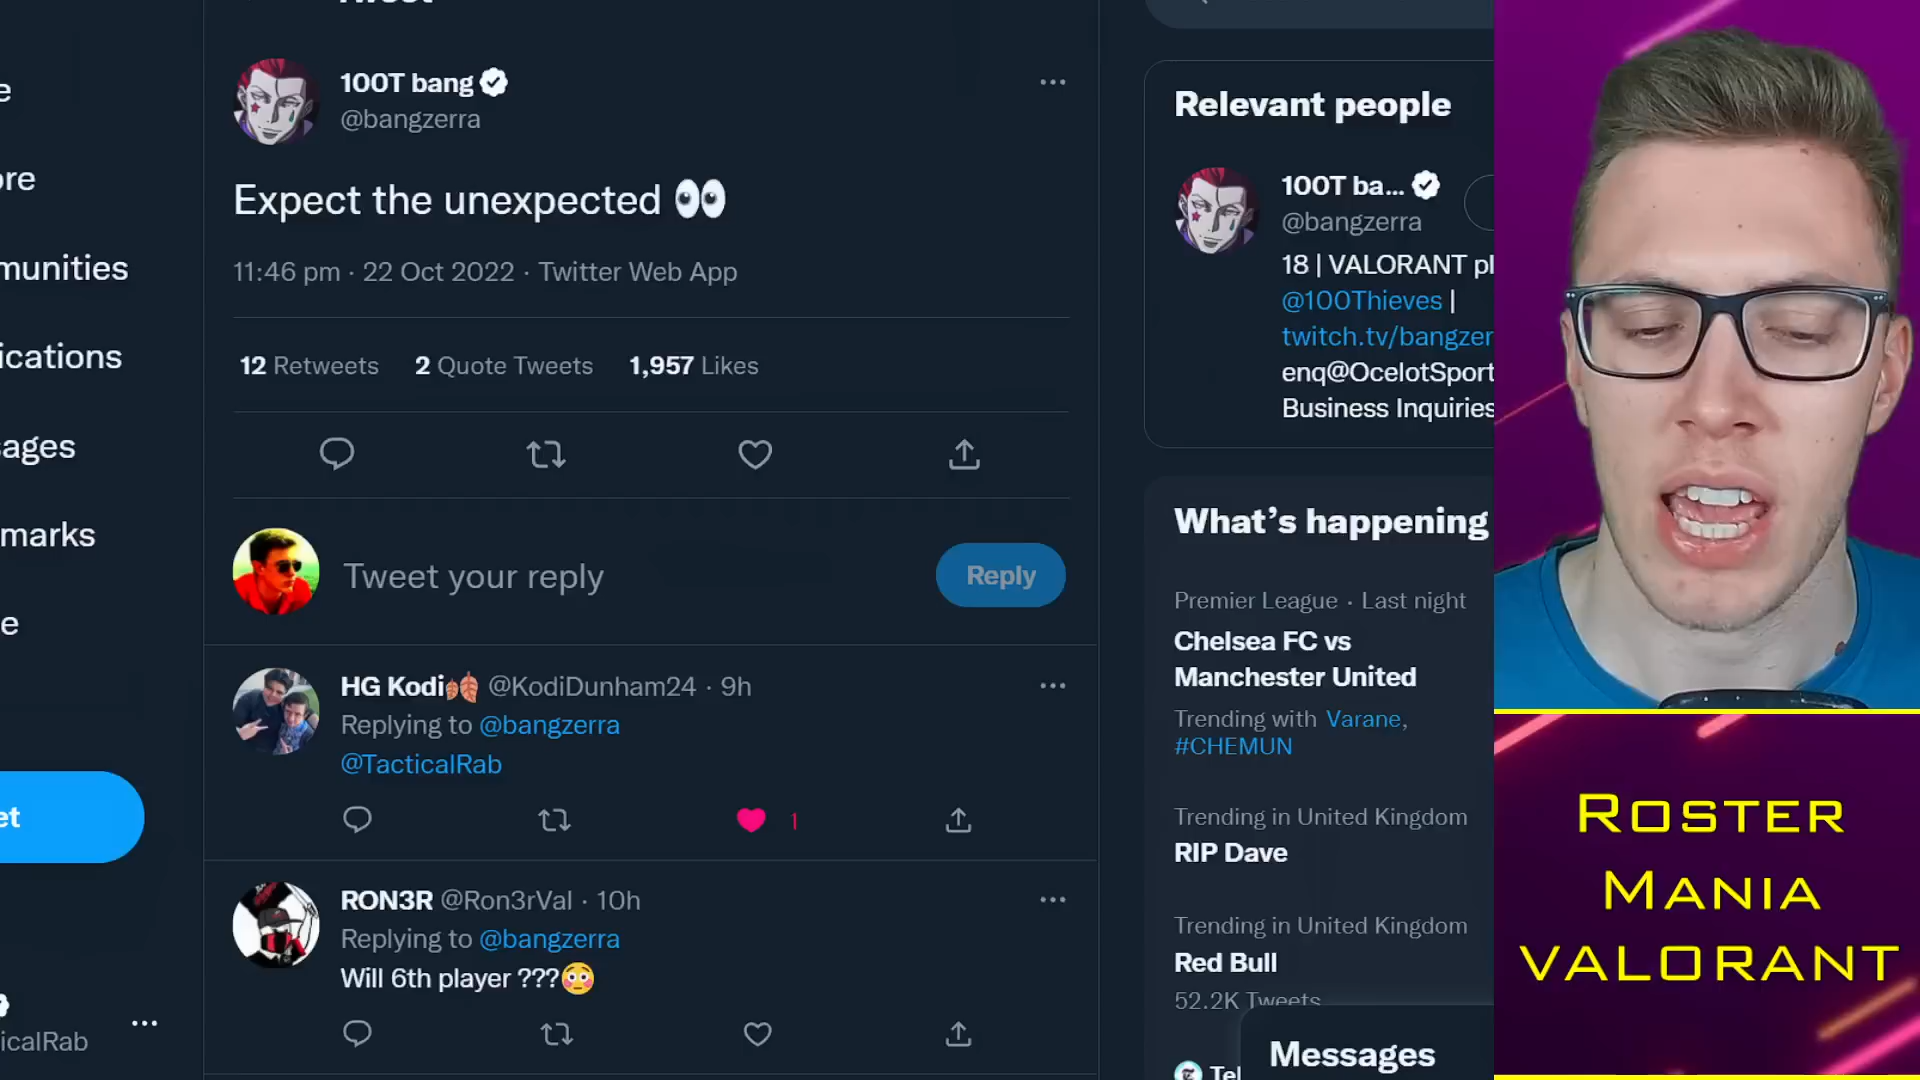 100T bang
@bangzerra
Expect the unexpected 👀
11:46 pm · 22 Oct 2022 · Twitter Web App
12 Retweets 2 Quote Tweets 1,957 Likes
Tweet your reply
Reply
HG Kodi🍂 @KodiDunham24 · 9h
Replying to @bangzerra
@TacticalRab
1
RON3R @Ron3rVal · 10h
Replying to @bangzerra
Will 6th player ???😳
e
ore
munities
ications
sages
marks
e
et
icalRab
Relevant people
100T ba...
@bangzerra
18 | VALORANT pl
@100Thieves |
twitch.tv/bangzer
enq@OcelotSport
Business Inquiries
What's happening
Premier League · Last night
Chelsea FC vs
Manchester United
Trending with Varane,
#CHEMUN
Trending in United Kingdom
RIP Dave
Trending in United Kingdom
Red Bull
52.2K Tweets
Messages
ROSTER
MANIA
VALORANT